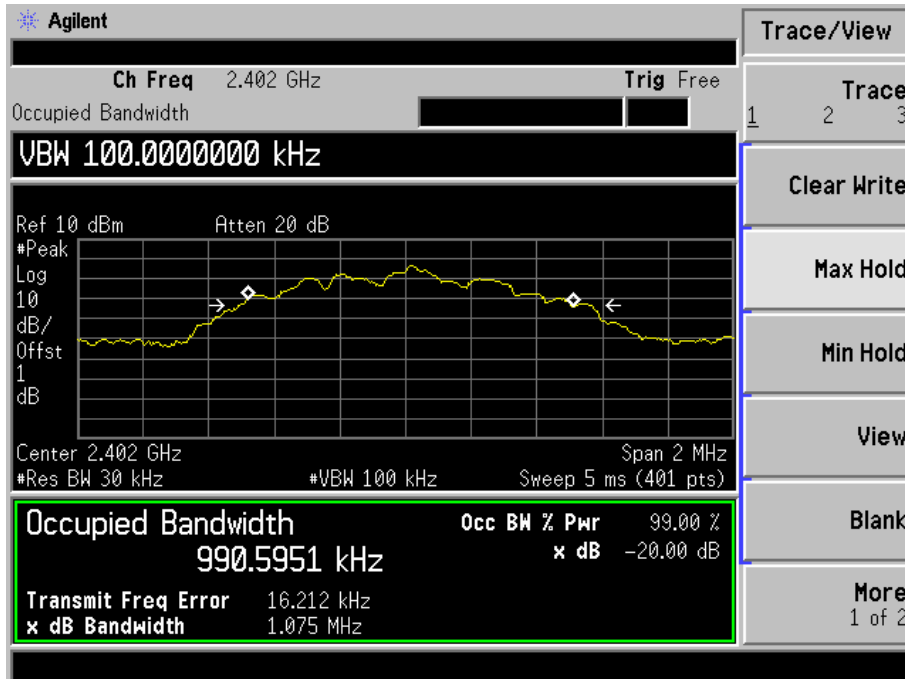 Agilent
Trace/View
Ch Freq 2.402 GHz Trig Free
Occupied Bandwidth
Trace
1 2 3
VBW 100.0000000 kHz
Clear Write
Ref 10 dBm Atten 20 dB
#Peak
Log
10
dB/
Offst
1
dB
Max Hold
Min Hold
Center 2.402 GHz Span 2 MHz
#Res BW 30 kHz #VBW 100 kHz Sweep 5 ms (401 pts)
View
Occupied Bandwidth
990.5951 kHz
Occ BW % Pwr 99.00 %
x dB -20.00 dB
Transmit Freq Error 16.212 kHz
x dB Bandwidth 1.075 MHz
Blank
More
1 of 2